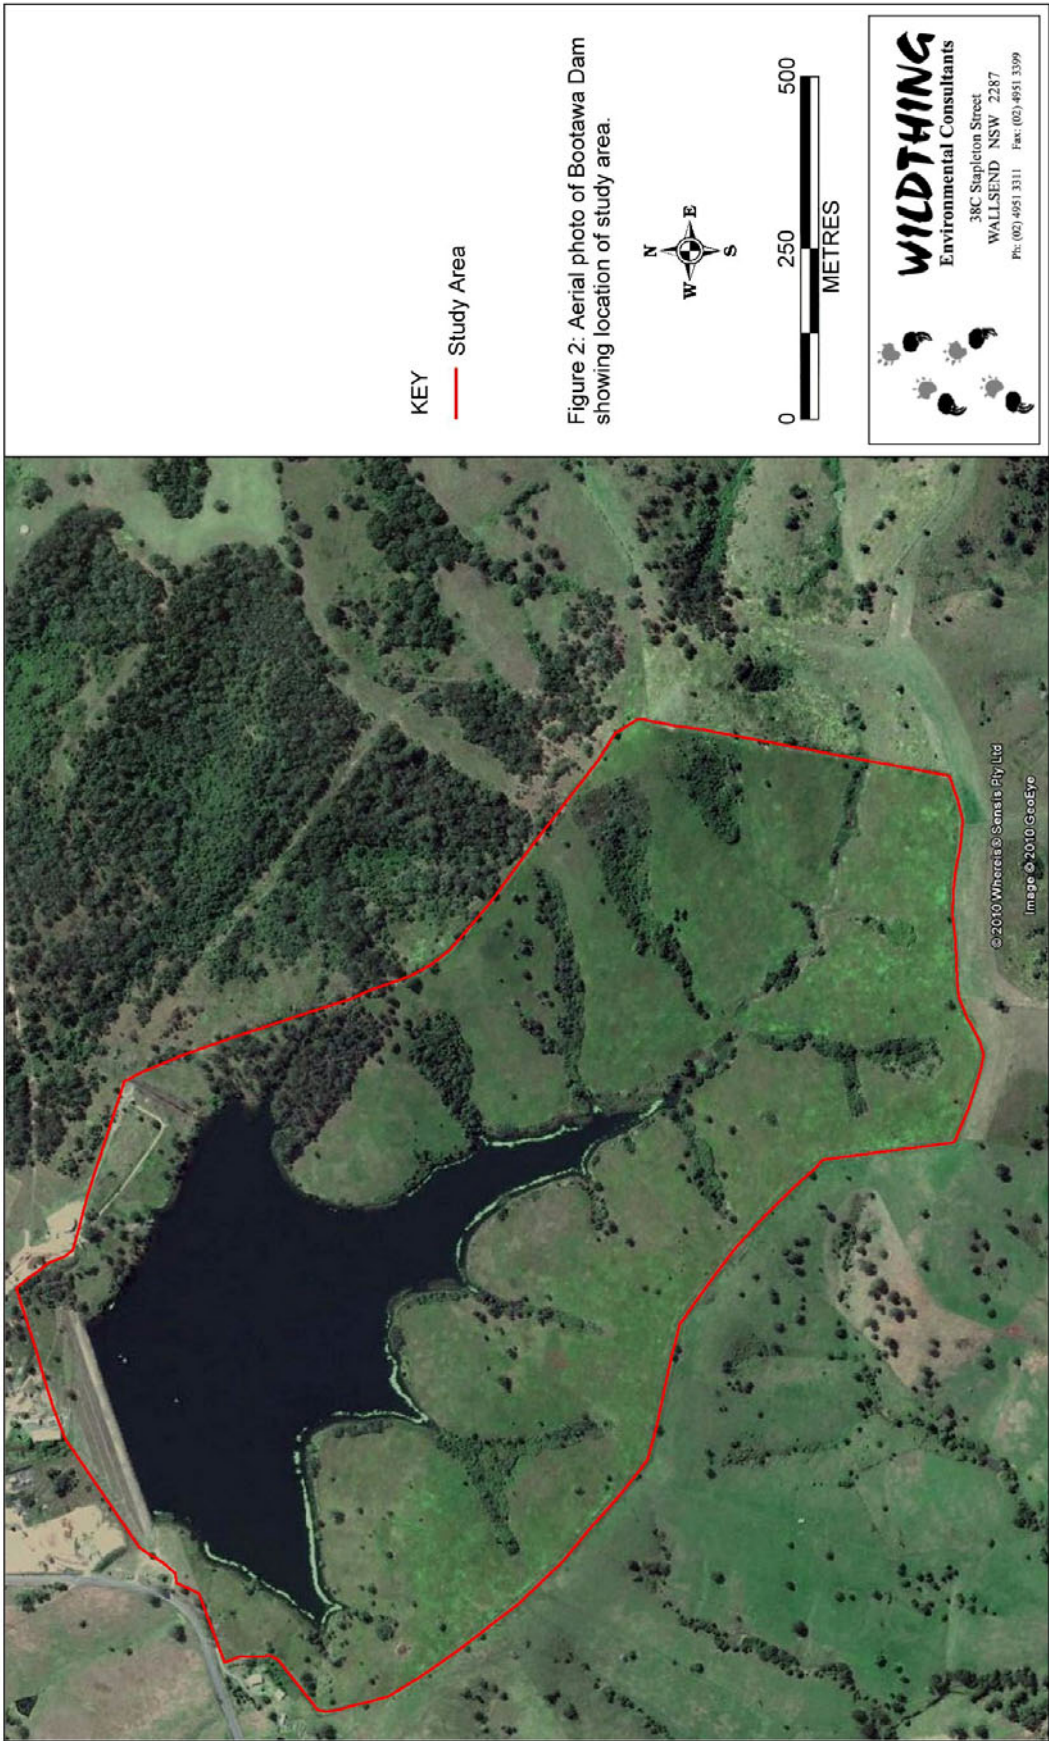 KEY
Study Area
Figure 2: Aerial photo of Bootawa Dam
showing location of study area.
N
W
E
S
0
250
500
METRES
WILDTHING
Environmental Consultants
38C Stapleton Street
WALLSEND NSW 2287
Ph: (02) 4951 3311 Fax: (02) 4951 3399
© 2010 Whereis® Sensis Pty Ltd
Image © 2010 GeoEye